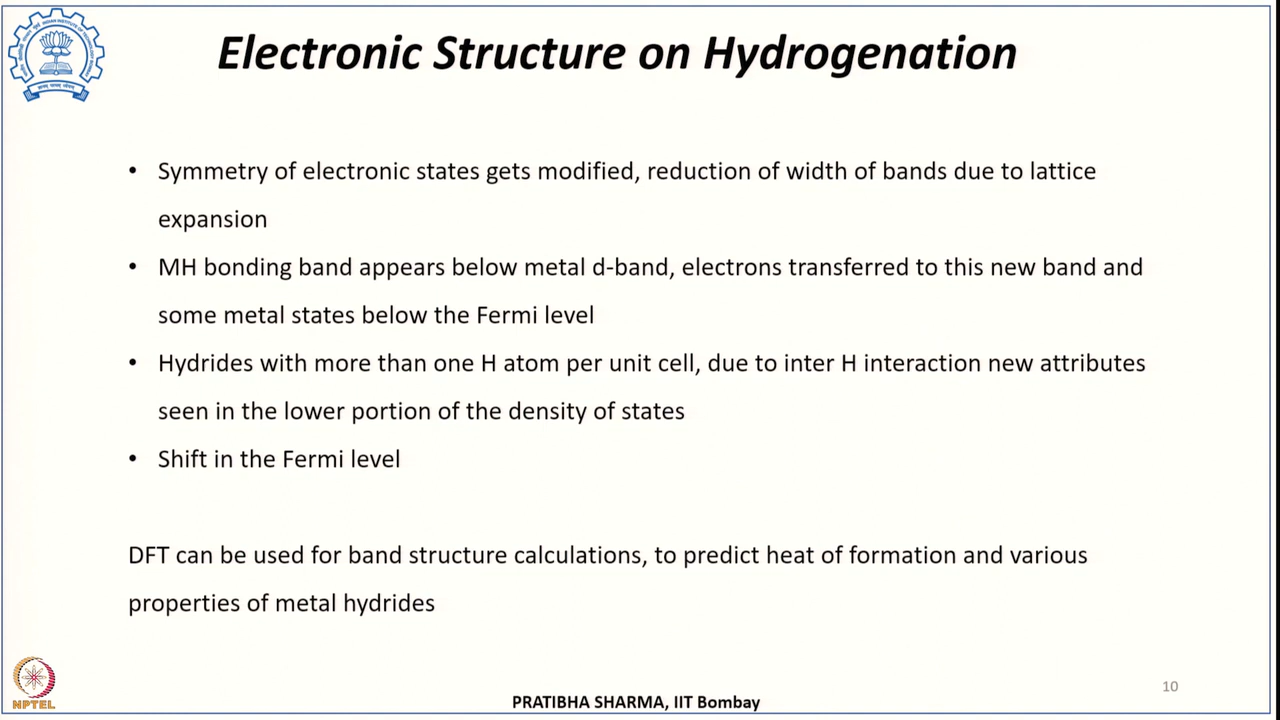 Electronic Structure on Hydrogenation
• Symmetry of electronic states gets modified, reduction of width of bands due to lattice
expansion
• MH bonding band appears below metal d-band, electrons transferred to this new band and
some metal states below the Fermi level
• Hydrides with more than one H atom per unit cell, due to inter H interaction new attributes
seen in the lower portion of the density of states
• Shift in the Fermi level
DFT can be used for band structure calculations, to predict heat of formation and various
properties of metal hydrides
NPTEL
PRATIBHA SHARMA, IIT Bombay
10